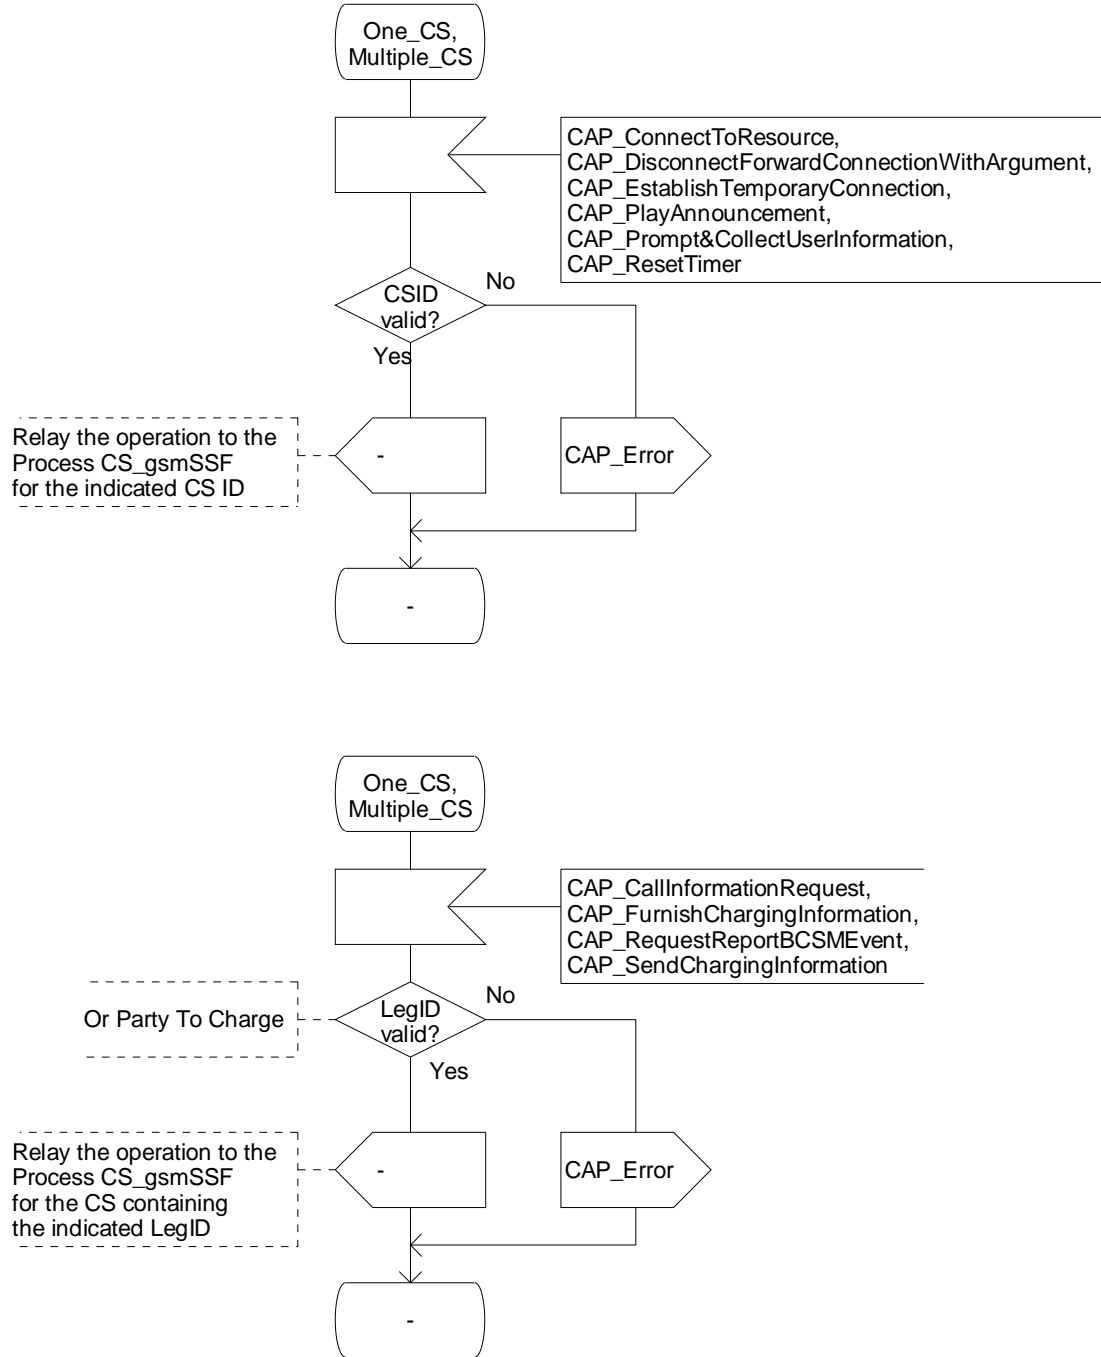 One_CS,
Multiple_CS
CAP_ConnectToResource,
CAP_DisconnectForwardConnectionWithArgument,
CAP_EstablishTemporaryConnection,
CAP_PlayAnnouncement,
CAP_Prompt&CollectUserInformation,
CAP_ResetTimer
CSID
valid?
No
Yes
Relay the operation to the
Process CS_gsmSSF
for the indicated CS ID
-
CAP_Error
-
One_CS,
Multiple_CS
CAP_CallInformationRequest,
CAP_FurnishChargingInformation,
CAP_RequestReportBCSMEvent,
CAP_SendChargingInformation
Or Party To Charge
LegID
valid?
No
Yes
Relay the operation to the
Process CS_gsmSSF
for the CS containing
the indicated LegID
-
CAP_Error
-